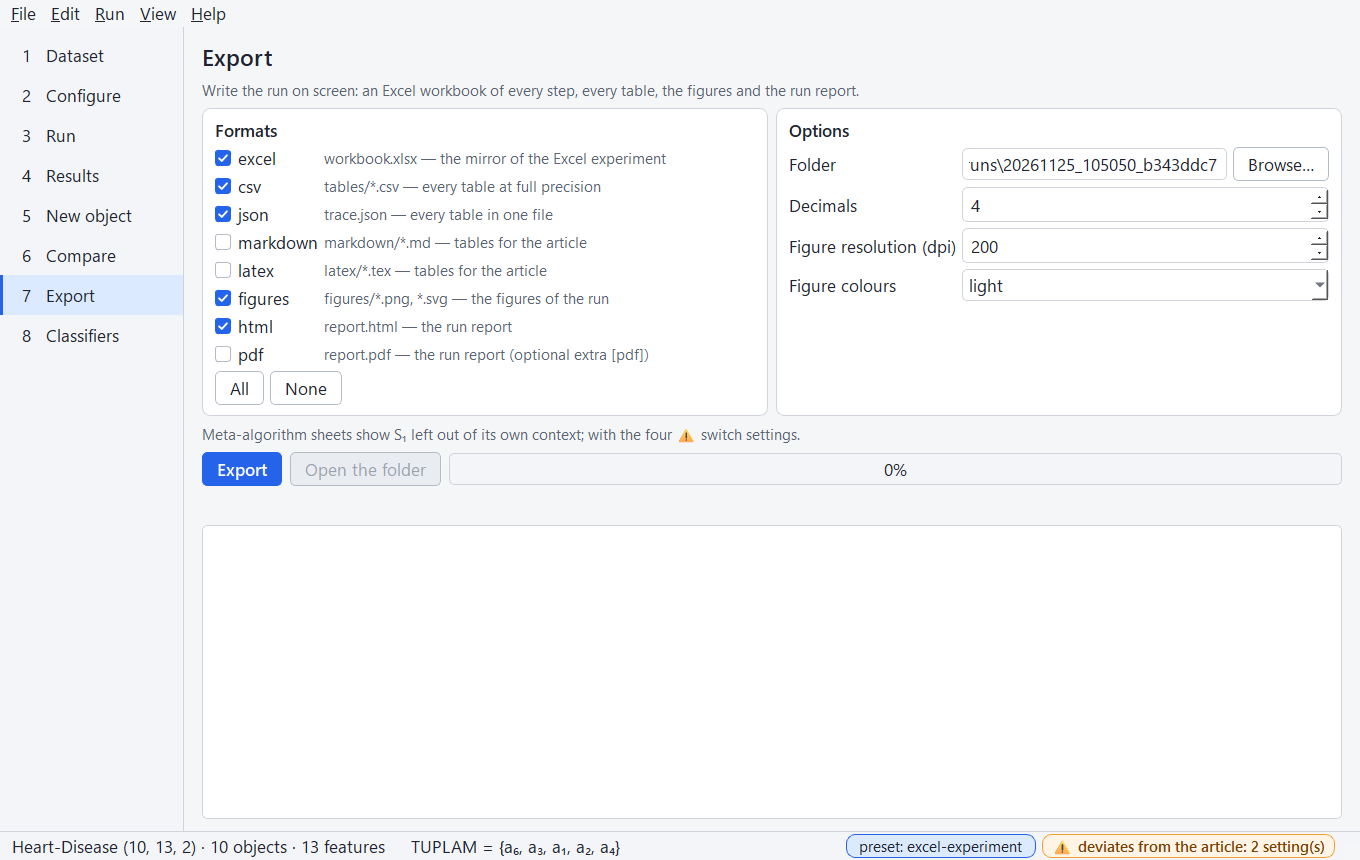 File Edit Run View Help
1 Dataset
2 Configure
3 Run
4 Results
5 New object
6 Compare
7 Export
8 Classifiers
Export
Write the run on screen: an Excel workbook of every step, every table, the figures and the run report.
Formats
excel workbook.xlsx — the mirror of the Excel experiment
csv tables/*.csv — every table at full precision
json trace.json — every table in one file
markdown markdown/*.md — tables for the article
latex latex/*.tex — tables for the article
figures figures/*.png, *.svg — the figures of the run
html report.html — the run report
pdf report.pdf — the run report (optional extra [pdf])
All None
Options
Folder uns\20261125_105050_b343ddc7 Browse...
Decimals 4
Figure resolution (dpi) 200
Figure colours light
Meta-algorithm sheets show S₁ left out of its own context; with the four ⚠ switch settings.
Export Open the folder 0%
Heart-Disease (10, 13, 2) · 10 objects · 13 features TUPLAM = {a₆, a₃, a₁, a₂, a₄} preset: excel-experiment ⚠ deviates from the article: 2 setting(s)